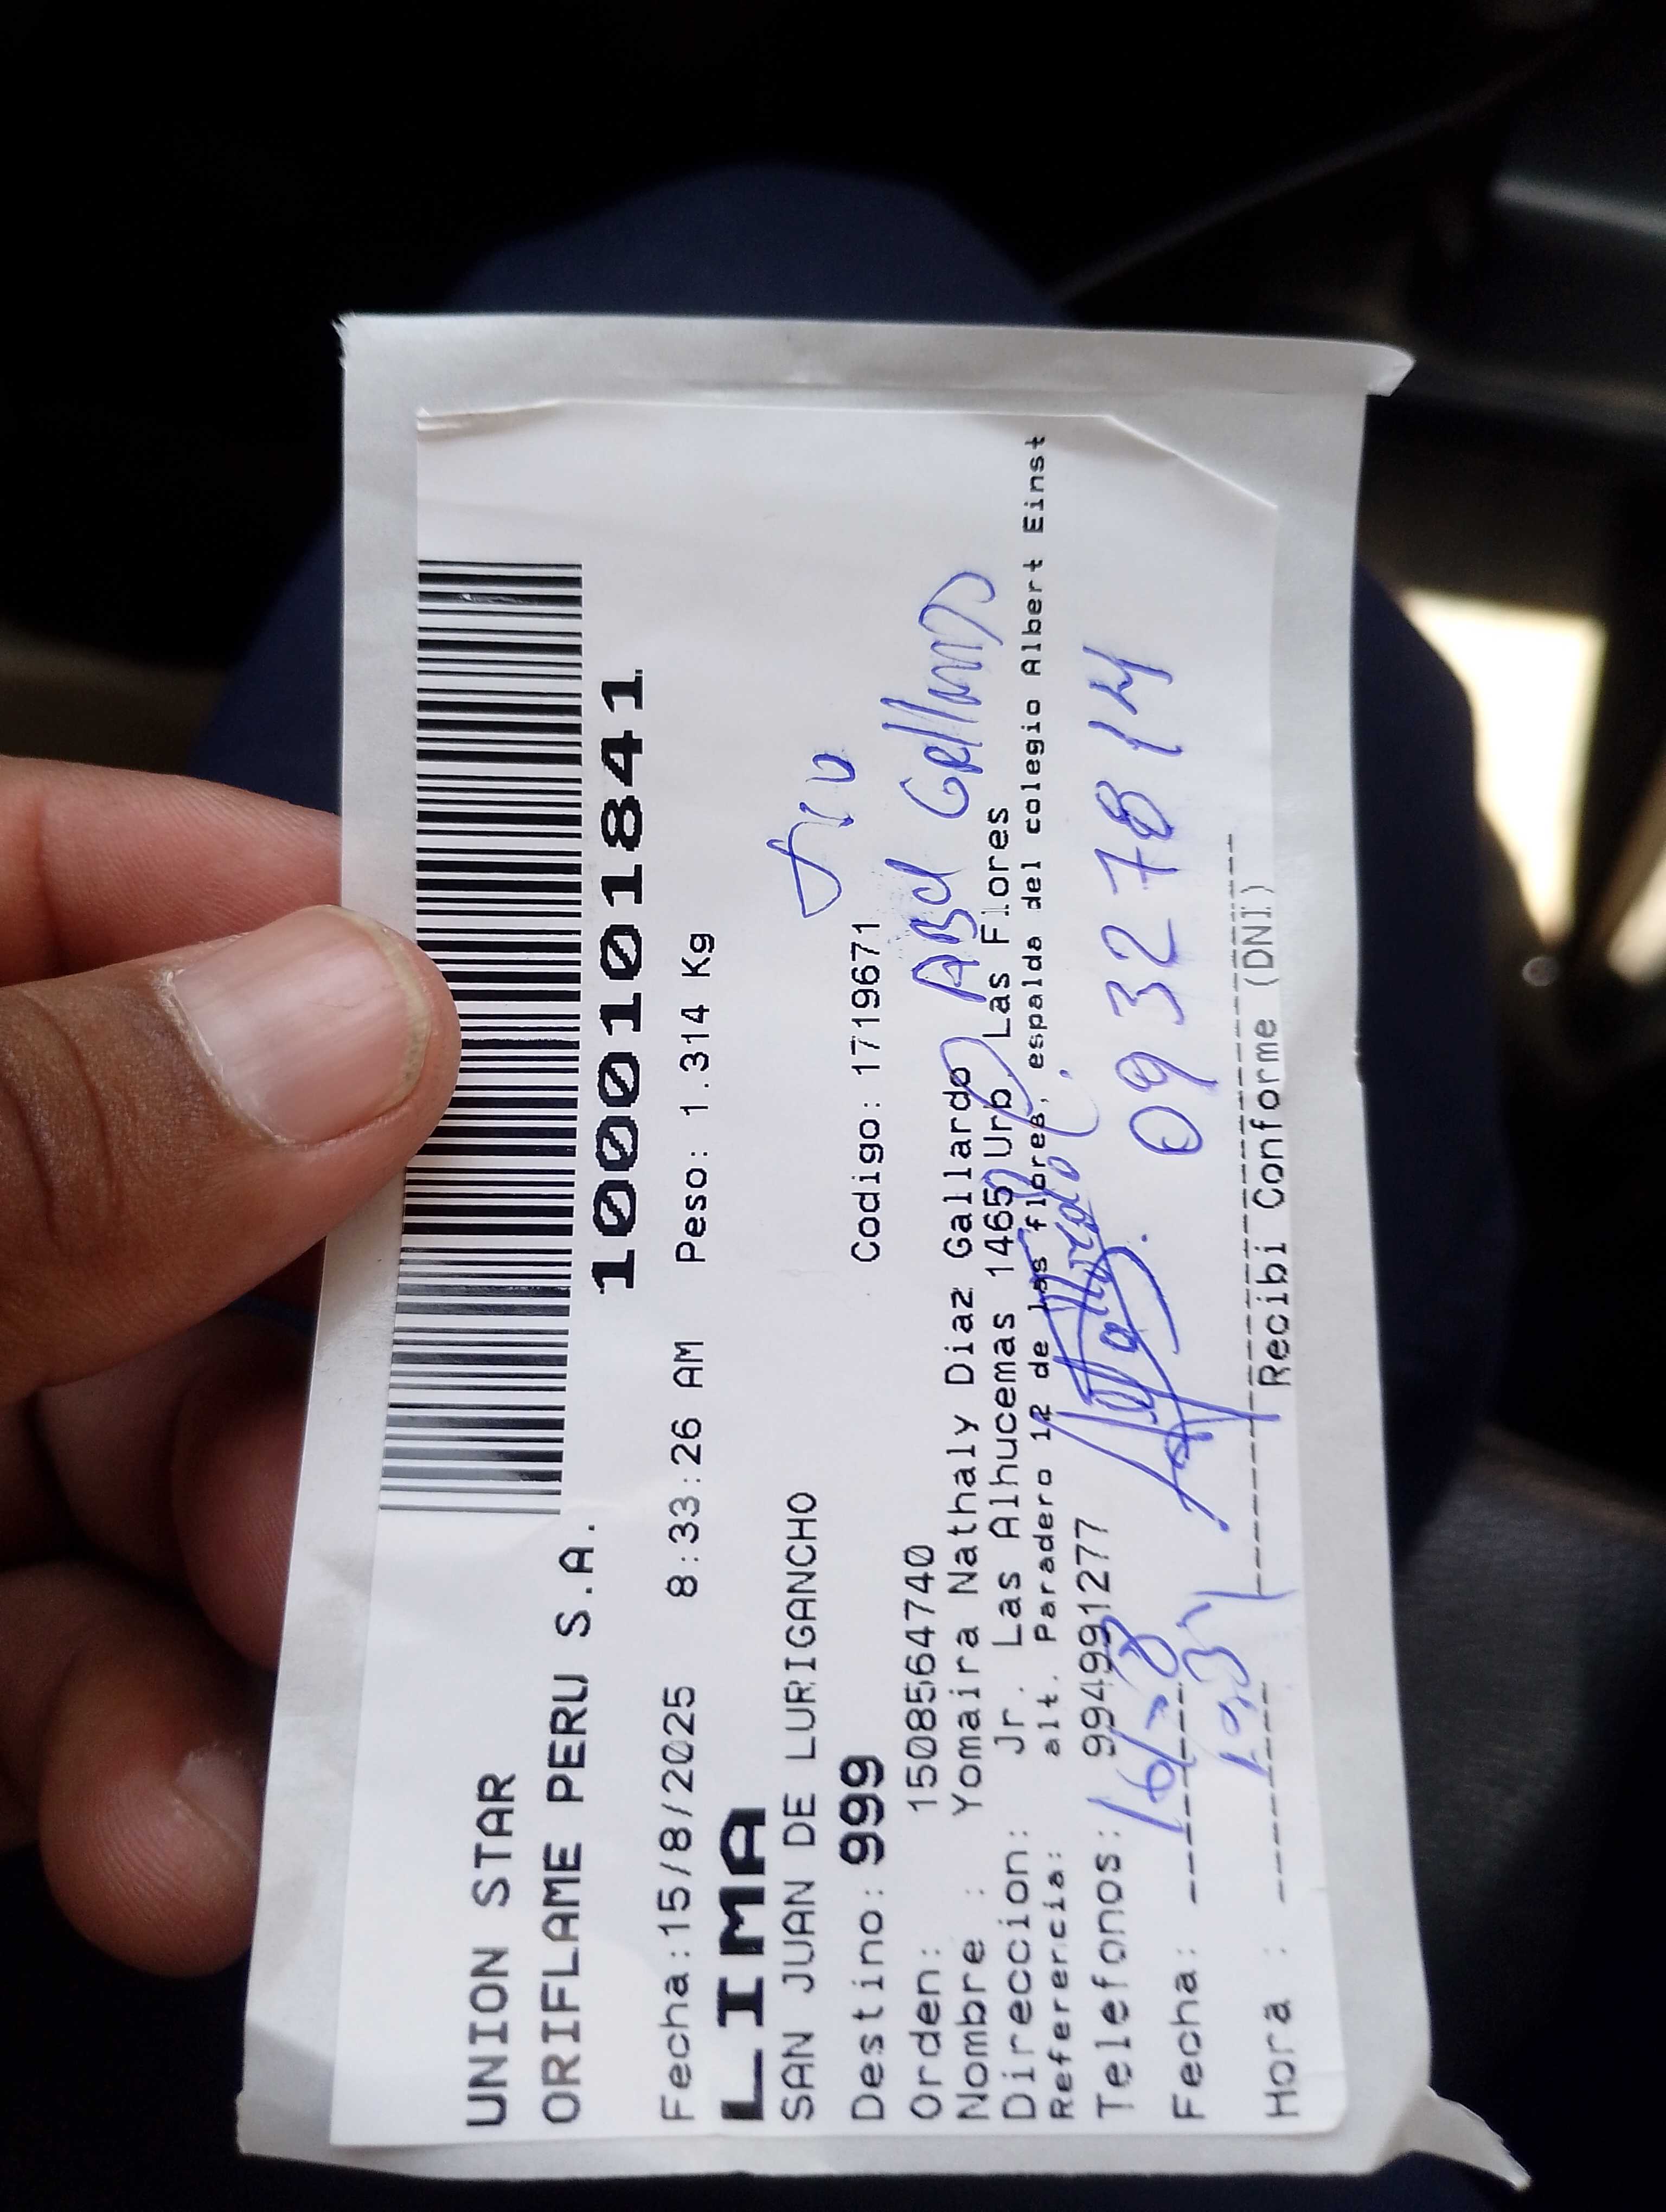 UNION STAR
ORIFLAME PERU S.A.
1000101841
Fecha:15/8/2025 8:33:26 AM Peso: 1.314 Kg
LIMA
SAN JUAN DE LURIGANCHO
Destino: 999 Codigo: 1719671
Orden: 1508564740
Nombre : Yomaira Nathaly Diaz Gallardo
Direccion: Jr. Las Alhucemas 1465 Urb. Las Flores
Referencia: alt. Paradero 12 de las flores, espalda del colegio Albert Einst
Telefonos: 994991277
09327814
Fecha: 16-8
Hora :
Recibi Conforme (DNI)